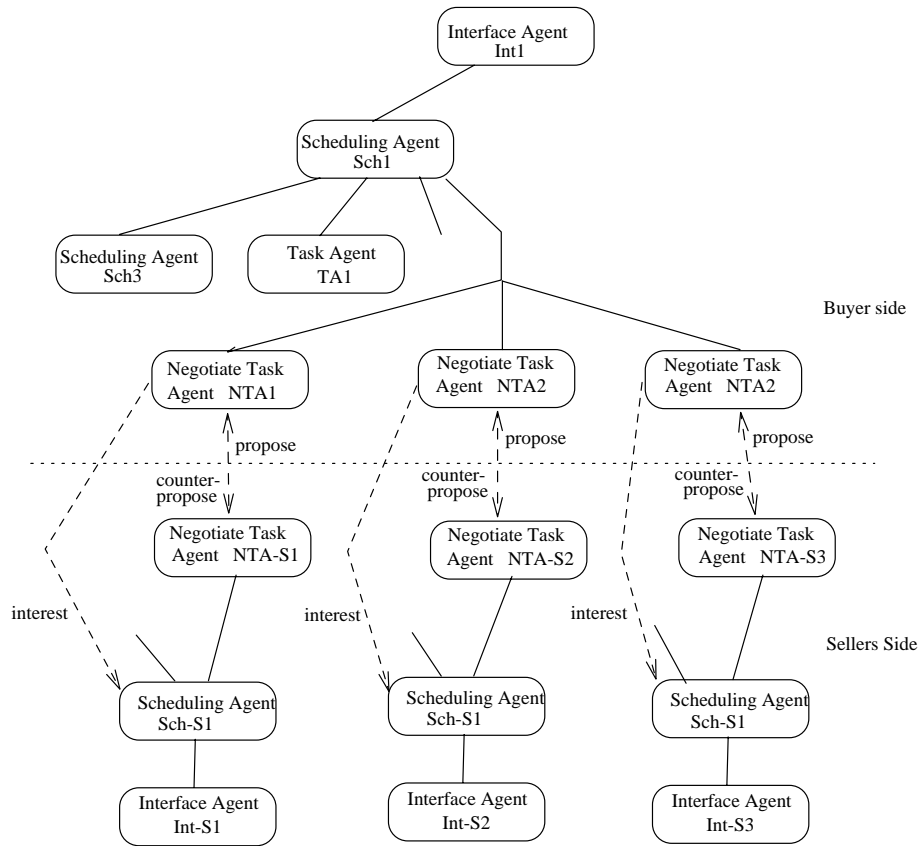 Interface Agent
Int1
Scheduling Agent
Sch1
Scheduling Agent
Sch3
Task Agent
TA1
Buyer side
Negotiate Task
Agent NTA1
Negotiate Task
Agent NTA2
Negotiate Task
Agent NTA2
propose
propose
propose
counter-
propose
counter-
propose
counter-
propose
Negotiate Task
Agent NTA-S1
Negotiate Task
Agent NTA-S2
Negotiate Task
Agent NTA-S3
interest
interest
interest
Sellers Side
Scheduling Agent
Sch-S1
Scheduling Agent
Sch-S1
Scheduling Agent
Sch-S1
Interface Agent
Int-S1
Interface Agent
Int-S2
Interface Agent
Int-S3